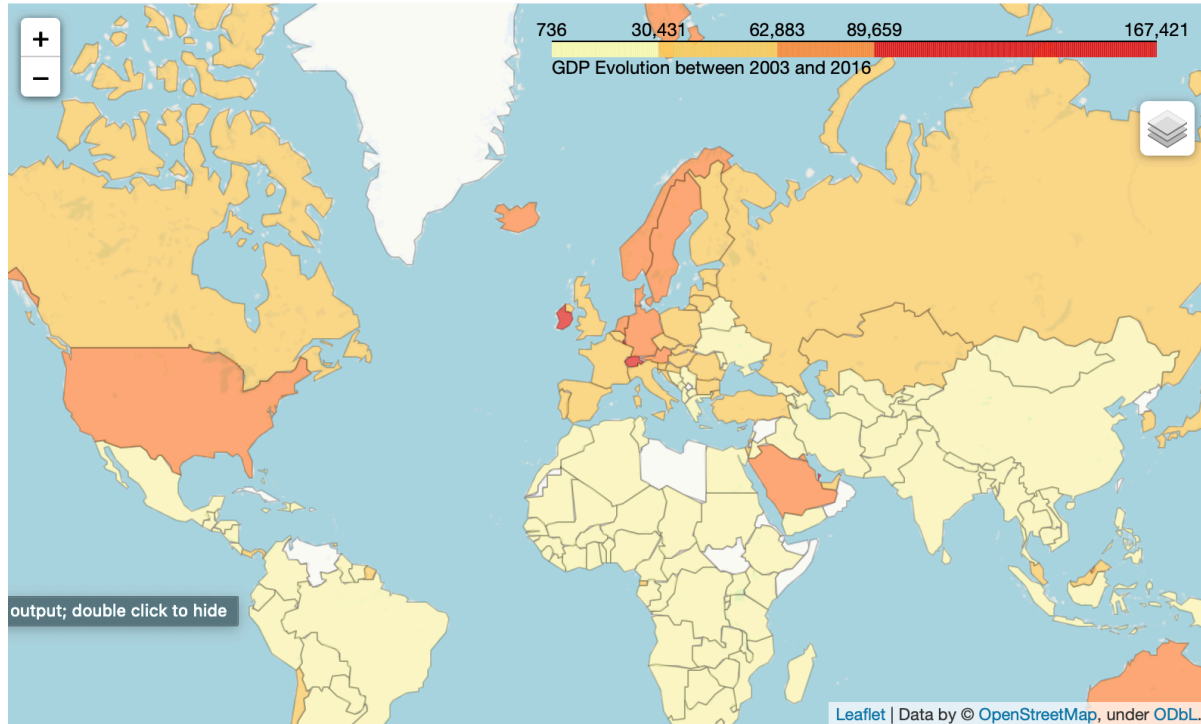 +
−
736 30,431 62,883 89,659 167,421
GDP Evolution between 2003 and 2016
output; double click to hide
Leaflet | Data by © OpenStreetMap, under ODbL.